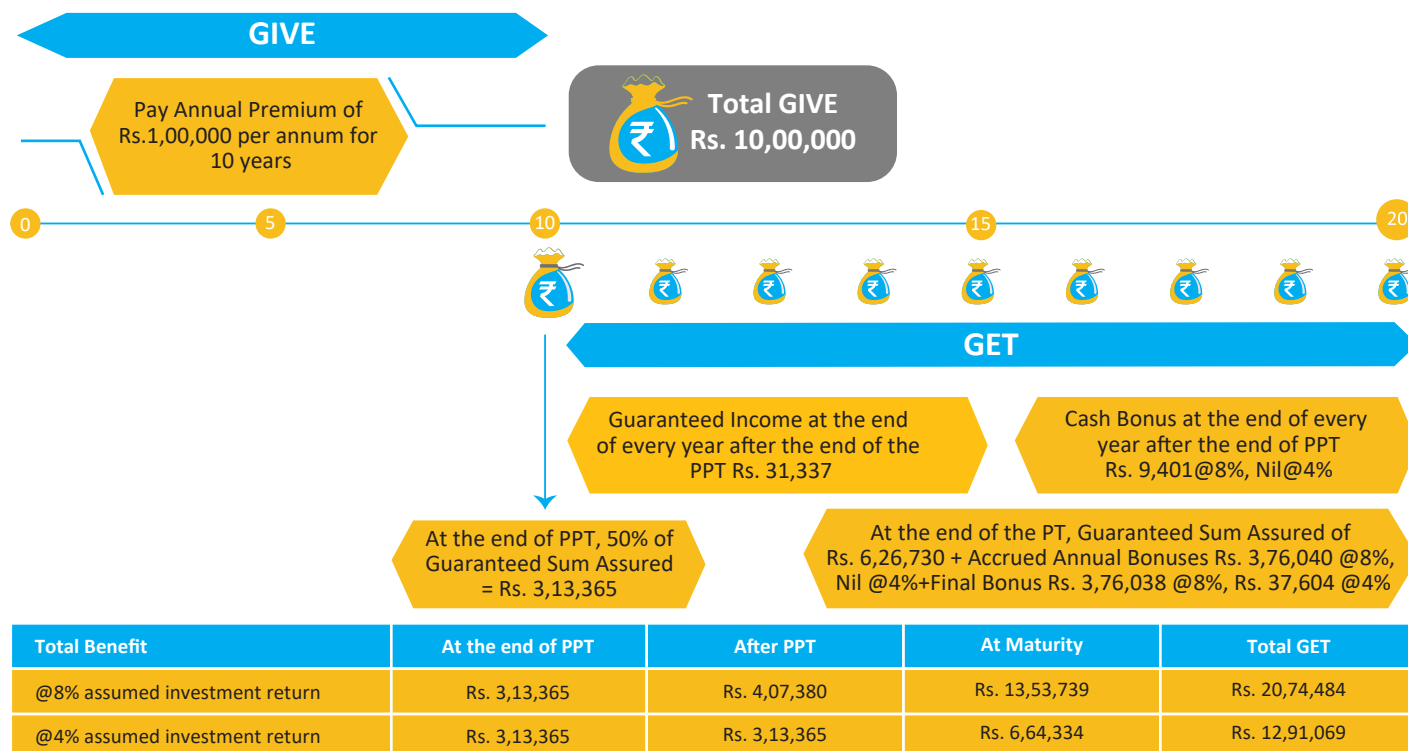 GIVE
Pay Annual Premium of
Rs.1,00,000 per annum for
10 years
₹
Total GIVE
Rs. 10,00,000
0 5 10 15 20
₹ ₹ ₹ ₹ ₹ ₹ ₹ ₹ ₹
GET
Guaranteed Income at the end
of every year after the end of the
PPT Rs. 31,337
Cash Bonus at the end of every
year after the end of PPT
Rs. 9,401@8%, Nil@4%
At the end of PPT, 50% of
Guaranteed Sum Assured
= Rs. 3,13,365
At the end of the PT, Guaranteed Sum Assured of
Rs. 6,26,730 + Accrued Annual Bonuses Rs. 3,76,040 @8%,
Nil @4%+Final Bonus Rs. 3,76,038 @8%, Rs. 37,604 @4%
Total Benefit At the end of PPT After PPT At Maturity Total GET
@8% assumed investment return Rs. 3,13,365 Rs. 4,07,380 Rs. 13,53,739 Rs. 20,74,484
@4% assumed investment return Rs. 3,13,365 Rs. 3,13,365 Rs. 6,64,334 Rs. 12,91,069